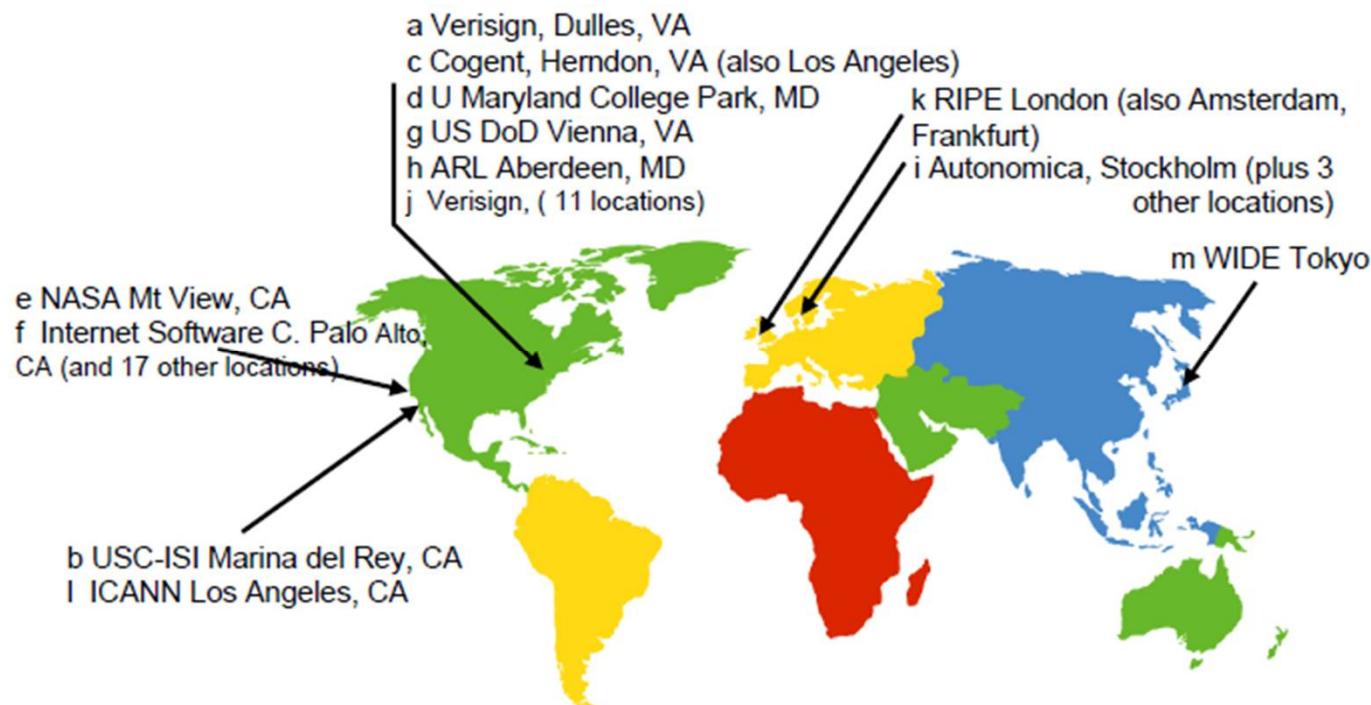 a Verisign, Dulles, VA
c Cogent, Herndon, VA (also Los Angeles)
d U Maryland College Park, MD
g US DoD Vienna, VA
h ARL Aberdeen, MD
j Verisign, ( 11 locations)
k RIPE London (also Amsterdam,
Frankfurt)
i Autonomica, Stockholm (plus 3
other locations)
m WIDE Tokyo
e NASA Mt View, CA
f Internet Software C. Palo Alto,
CA (and 17 other locations)
b USC-ISI Marina del Rey, CA
l ICANN Los Angeles, CA